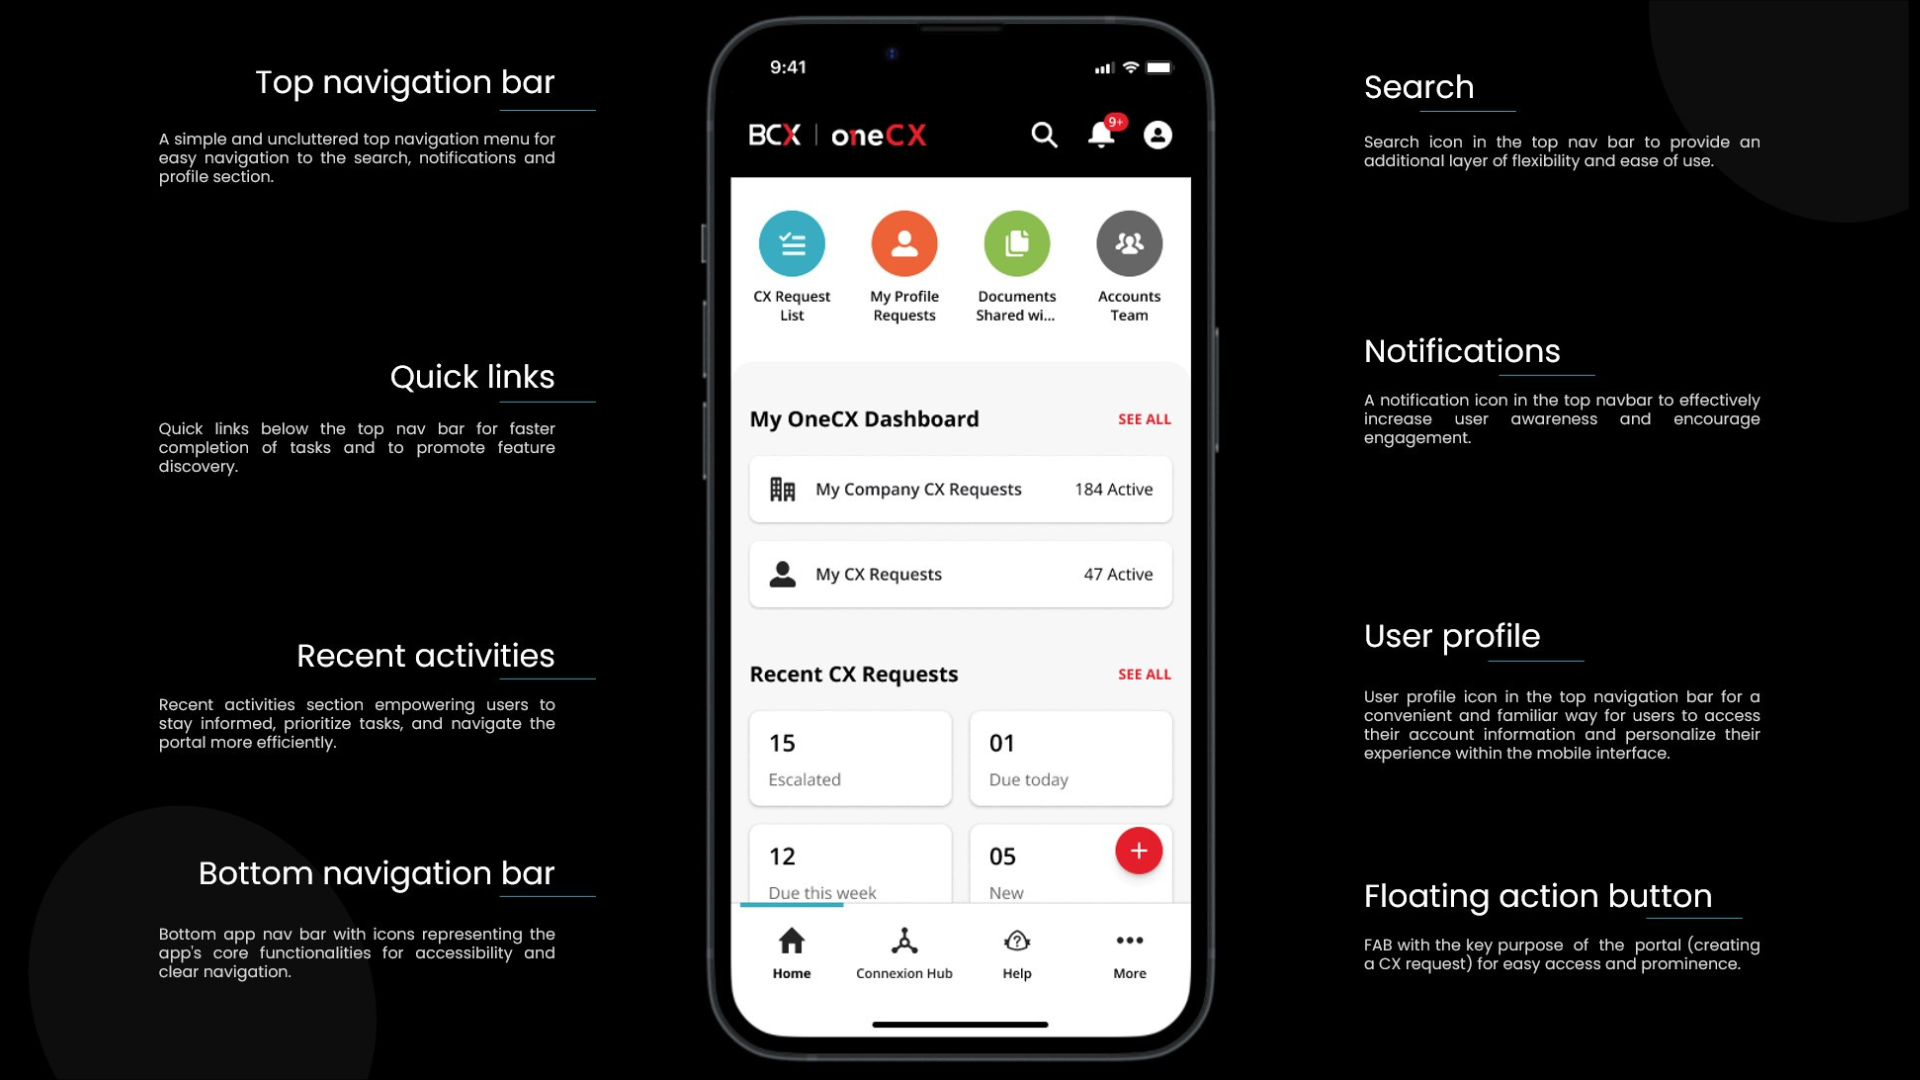 Top navigation bar
A simple and uncluttered top navigation menu for
easy navigation to the search, notifications and
profile section.
Quick links
Quick links below the top nav bar for faster
completion of tasks and to promote feature
discovery.
Recent activities
Recent activities section empowering users to
stay informed, prioritize tasks, and navigate the
portal more efficiently.
Bottom navigation bar
Bottom app nav bar with icons representing the
app's core functionalities for accessibility and
clear navigation.
9:41
BCX | oneCX
9+
CX Request
List
My Profile
Requests
Documents
Shared wi...
Accounts
Team
My OneCX Dashboard
SEE ALL
My Company CX Requests
184 Active
My CX Requests
47 Active
Recent CX Requests
SEE ALL
15
Escalated
01
Due today
12
Due this week
05
New
+
Home
Connexion Hub
Help
More
Search
Search icon in the top nav bar to provide an
additional layer of flexibility and ease of use.
Notifications
A notification icon in the top navbar to effectively
increase user awareness and encourage
engagement.
User profile
User profile icon in the top navigation bar for a
convenient and familiar way for users to access
their account information and personalize their
experience within the mobile interface.
Floating action button
FAB with the key purpose of the portal (creating
a CX request) for easy access and prominence.